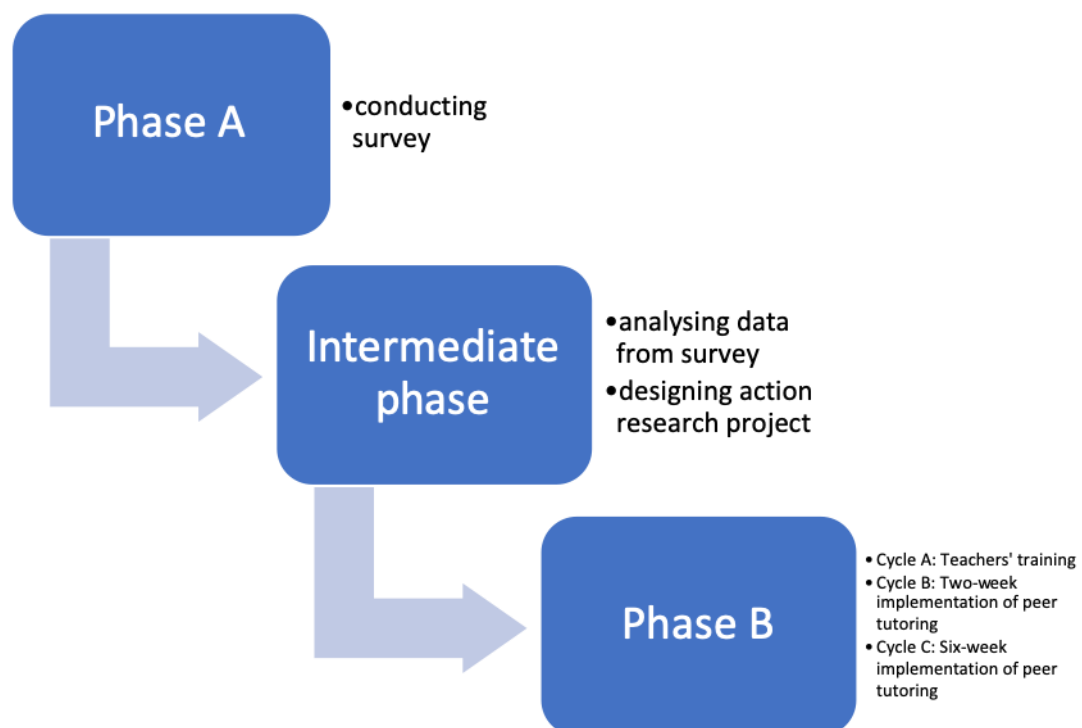 Phase A
•conducting
survey
Intermediate
phase
•analysing data
from survey
•designing action
research project
Phase B
• Cycle A: Teachers' training
• Cycle B: Two-week
implementation of peer
tutoring
• Cycle C: Six-week
implementation of peer
tutoring